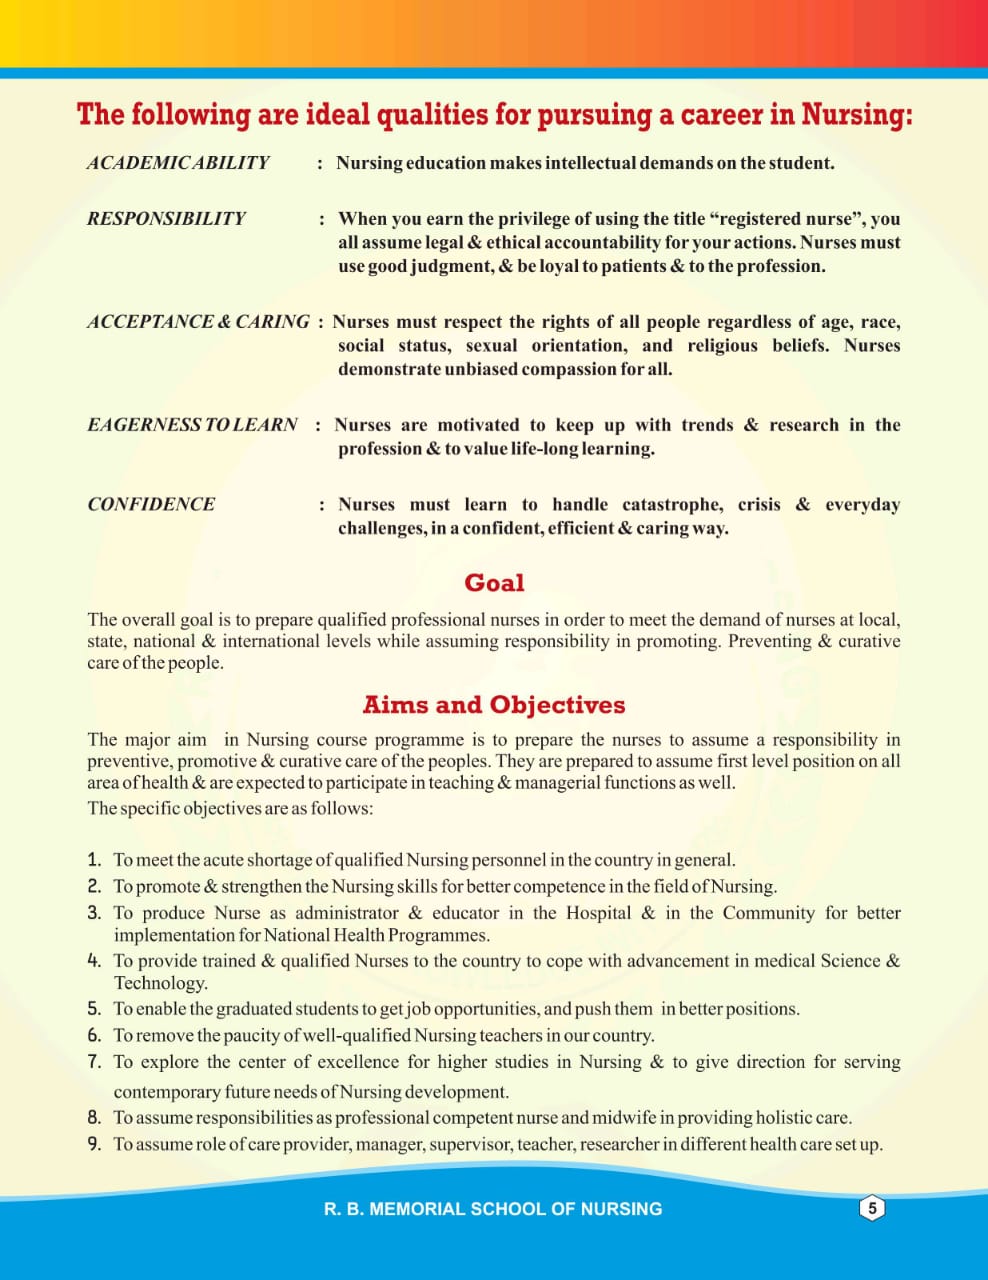 The following are ideal qualities for pursuing a career in Nursing:
ACADEMIC ABILITY : Nursing education makes intellectual demands on the student.
RESPONSIBILITY : When you earn the privilege of using the title “registered nurse”, you
all assume legal & ethical accountability for your actions. Nurses must
use good judgment, & be loyal to patients & to the profession.
ACCEPTANCE & CARING : Nurses must respect the rights of all people regardless of age, race,
social status, sexual orientation, and religious beliefs. Nurses
demonstrate unbiased compassion for all.
EAGERNESS TO LEARN : Nurses are motivated to keep up with trends & research in the
profession & to value life-long learning.
CONFIDENCE : Nurses must learn to handle catastrophe, crisis & everyday
challenges, in a confident, efficient & caring way.
Goal
The overall goal is to prepare qualified professional nurses in order to meet the demand of nurses at local,
state, national & international levels while assuming responsibility in promoting. Preventing & curative
care of the people.
Aims and Objectives
The major aim in Nursing course programme is to prepare the nurses to assume a responsibility in
preventive, promotive & curative care of the peoples. They are prepared to assume first level position on all
area of health & are expected to participate in teaching & managerial functions as well.
The specific objectives are as follows:
1. To meet the acute shortage of qualified Nursing personnel in the country in general.
2. To promote & strengthen the Nursing skills for better competence in the field of Nursing.
3. To produce Nurse as administrator & educator in the Hospital & in the Community for better
implementation for National Health Programmes.
4. To provide trained & qualified Nurses to the country to cope with advancement in medical Science &
Technology.
5. To enable the graduated students to get job opportunities, and push them in better positions.
6. To remove the paucity of well-qualified Nursing teachers in our country.
7. To explore the center of excellence for higher studies in Nursing & to give direction for serving
contemporary future needs of Nursing development.
8. To assume responsibilities as professional competent nurse and midwife in providing holistic care.
9. To assume role of care provider, manager, supervisor, teacher, researcher in different health care set up.
R. B. MEMORIAL SCHOOL OF NURSING
5